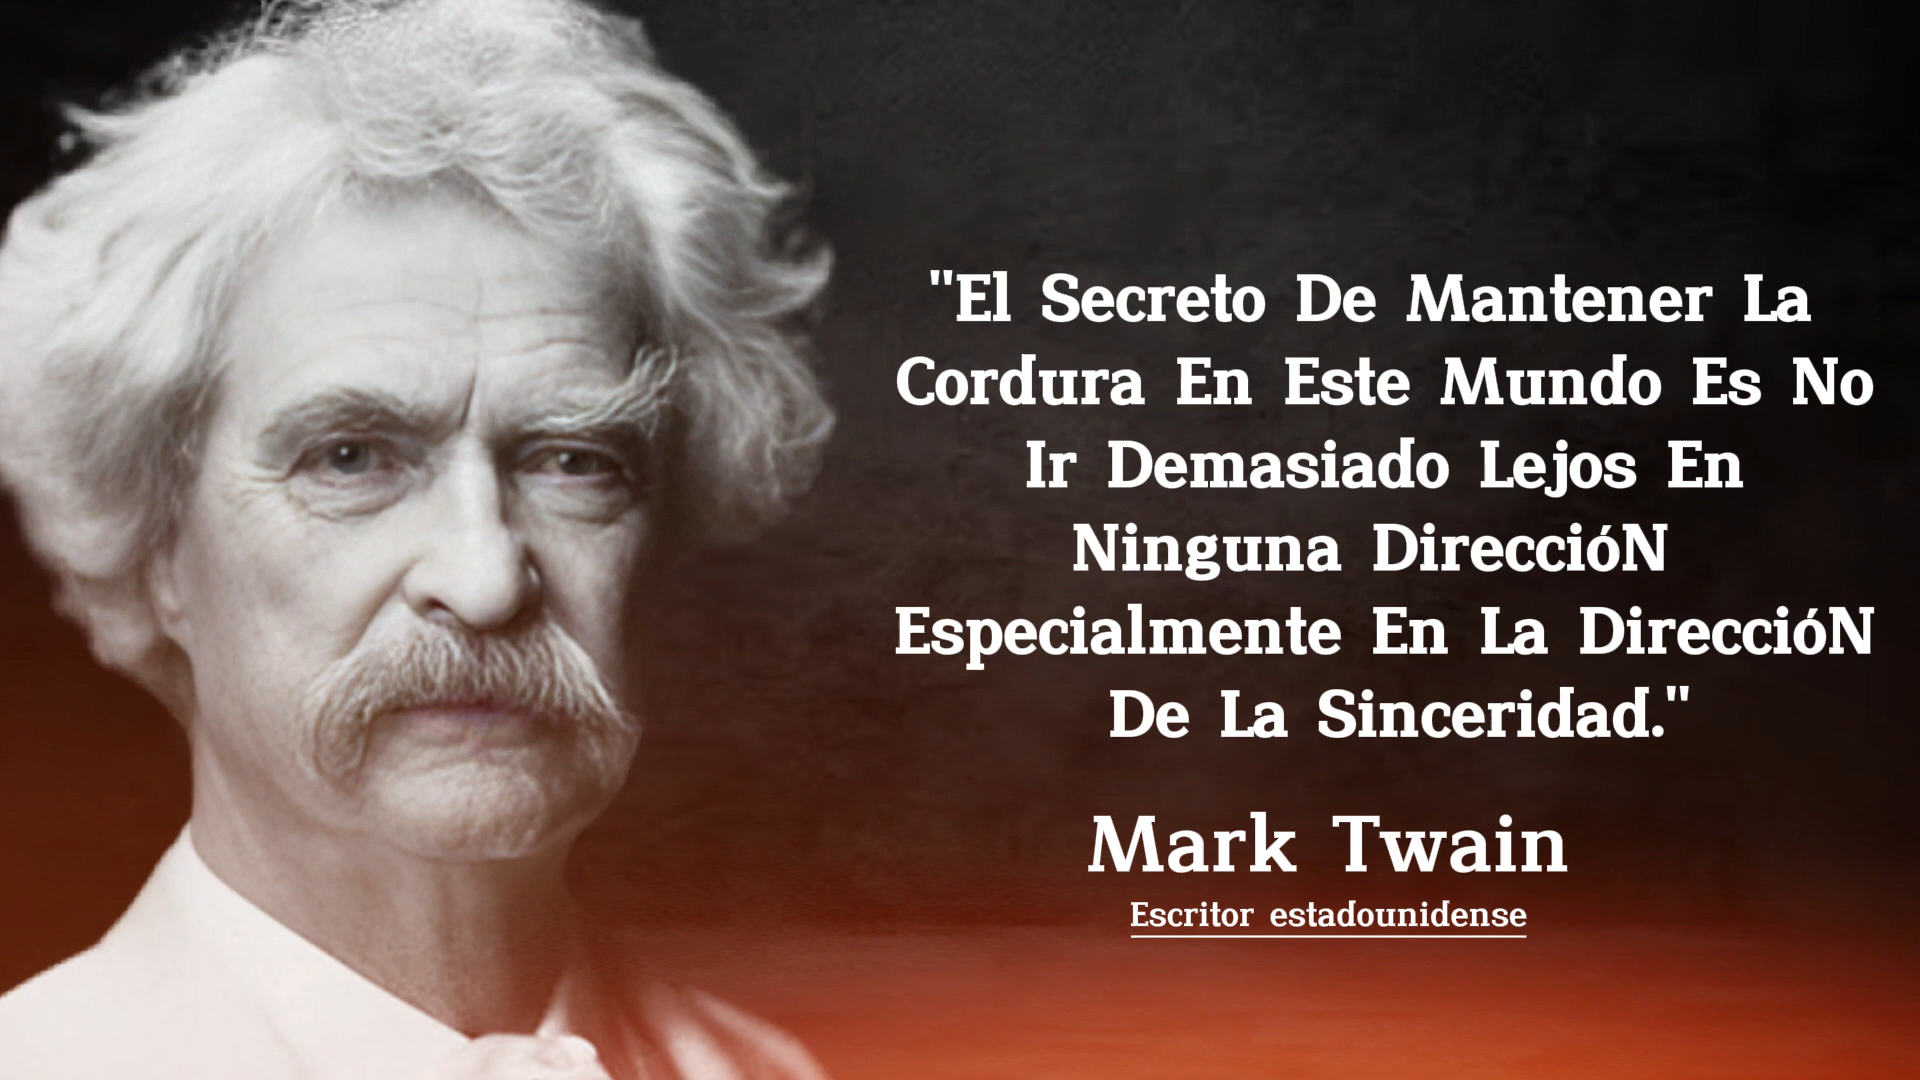 "El Secreto De Mantener La
Cordura En Este Mundo Es No
Ir Demasiado Lejos En
Ninguna DireccióN
Especialmente En La DireccióN
De La Sinceridad."
Mark Twain
Escritor estadounidense